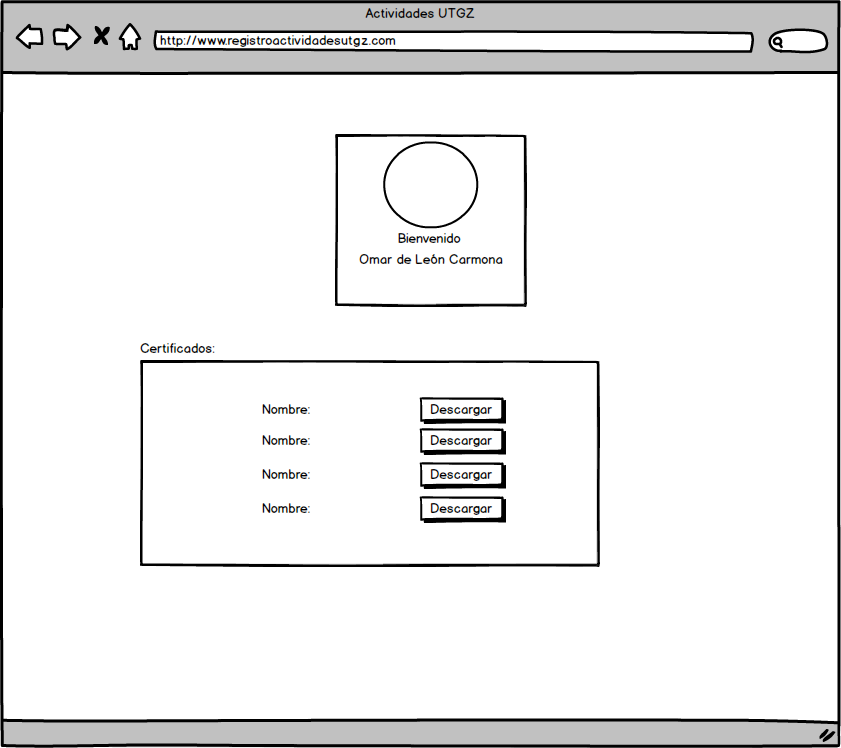 Actividades UTGZ
http://www.registroactividadesutgz.com
Bienvenido
Omar de León Carmona
Certificados:
Nombre: Descargar
Nombre: Descargar
Nombre: Descargar
Nombre: Descargar